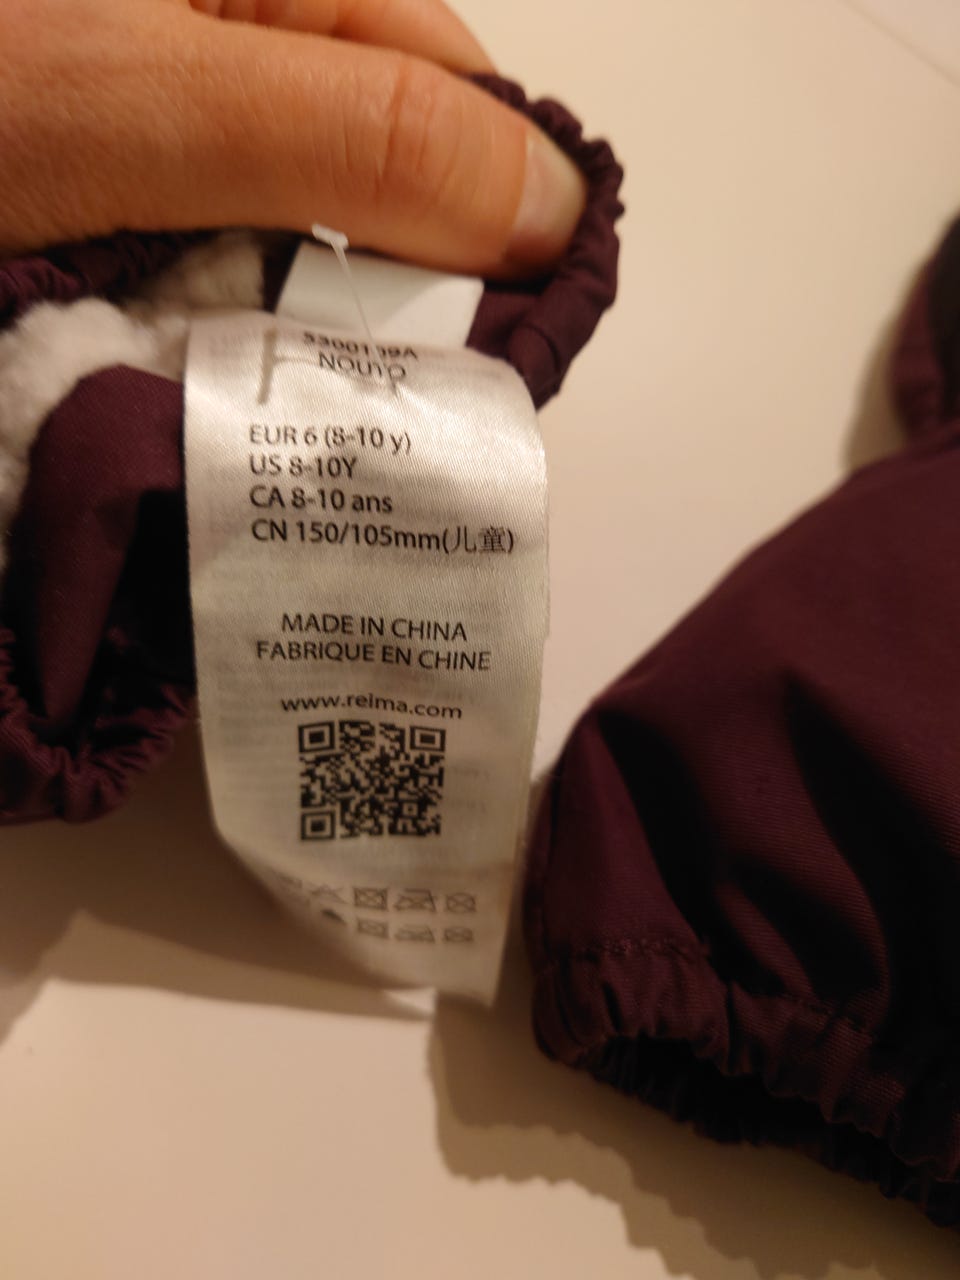 5300109A
NOUTO
EUR 6 (8-10 y)
US 8-10Y
CA 8-10 ans
CN 150/105mm(儿童)
MADE IN CHINA
FABRIQUE EN CHINE
www.reima.com